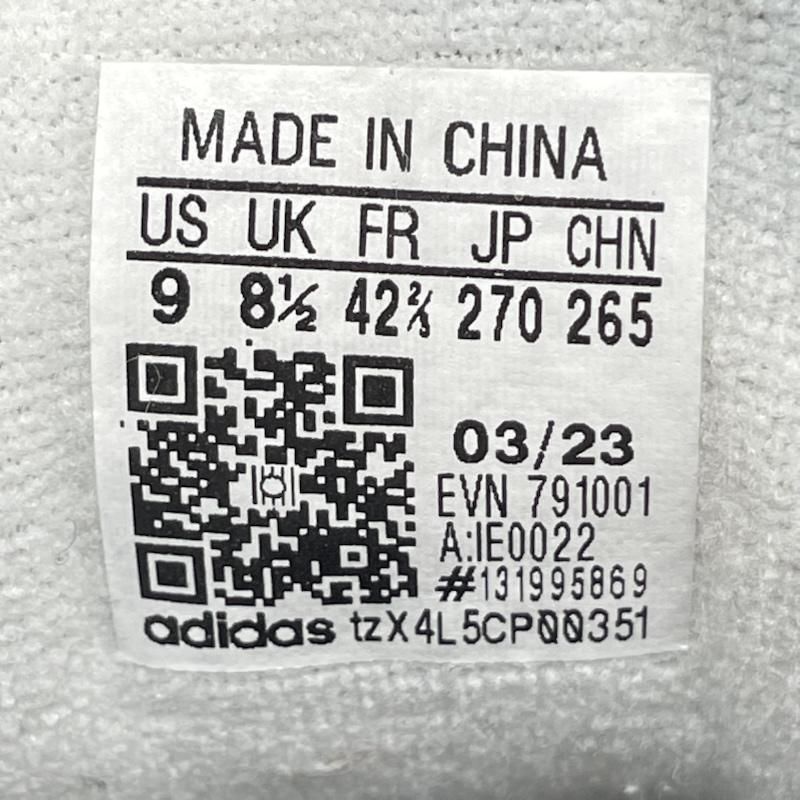 MADE IN CHINA
US UK FR JP CHN
9 8½ 42⅔ 270 265
03/23
EVN 791001
A:IE0022
#131995869
adidas tzX4L5CP00351